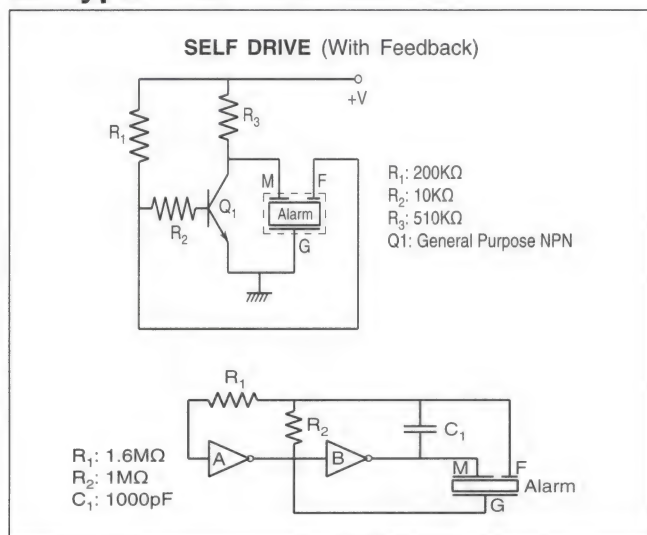 SELF DRIVE (With Feedback)
+V
R₁
R₃
M
F
Q₁
Alarm
R₂
G
R₁: 200KΩ
R₂: 10KΩ
R₃: 510KΩ
Q1: General Purpose NPN
R₁
R₂
C₁
A
B
M
F
Alarm
G
R₁: 1.6MΩ
R₂: 1MΩ
C₁: 1000pF